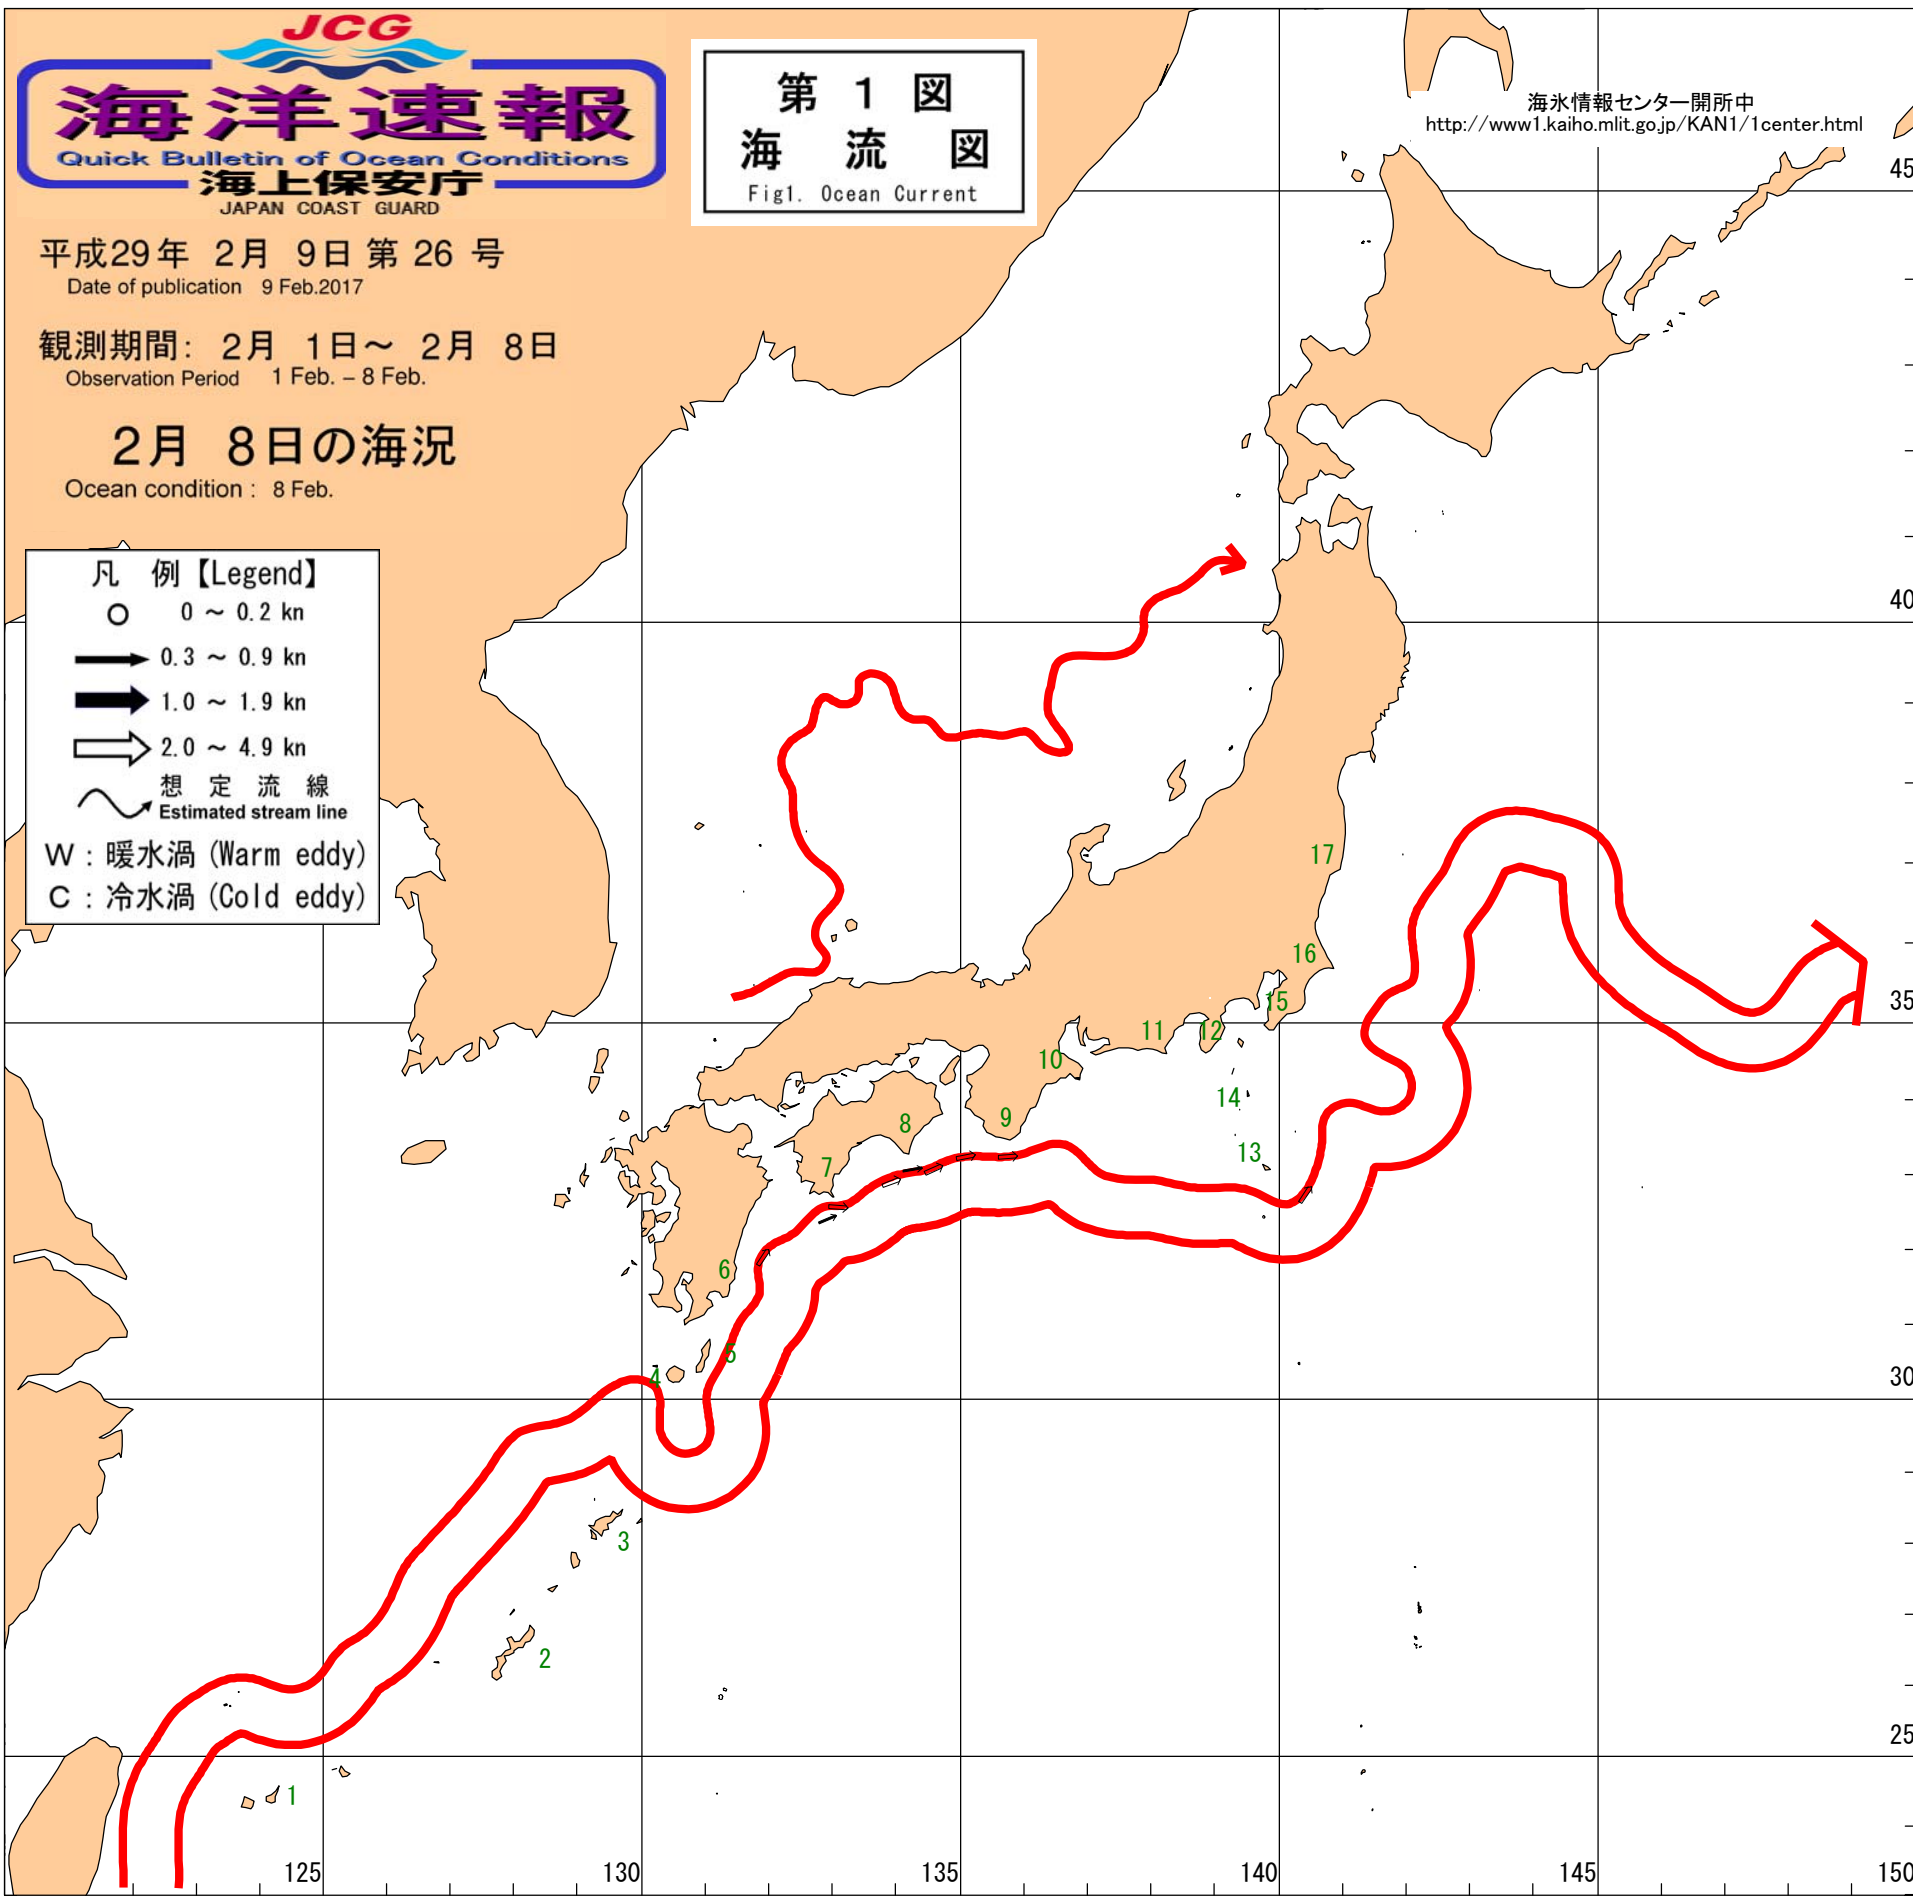 JCG
海洋速報
Quick Bulletin of Ocean Conditions
海上保安庁
JAPAN COAST GUARD
平成29年 2月 9日 第 26 号
Date of publication 9 Feb.2017
観測期間: 2月 1日～ 2月 8日
Observation Period 1 Feb. – 8 Feb.
2月 8日の海況
Ocean condition : 8 Feb.
第 1 図
海 流 図
Fig1. Ocean Current
海氷情報センター開所中
http://www1.kaiho.mlit.go.jp/KAN1/1center.html
凡 例【Legend】
0 ～ 0.2 kn
0.3 ～ 0.9 kn
1.0 ～ 1.9 kn
2.0 ～ 4.9 kn
想 定 流 線
Estimated stream line
W : 暖水渦 (Warm eddy)
C : 冷水渦 (Cold eddy)
45
40
35
30
25
17
16
15
12
11
10
14
9
8
13
7
6
5
4
3
2
1
125
130
135
140
145
150